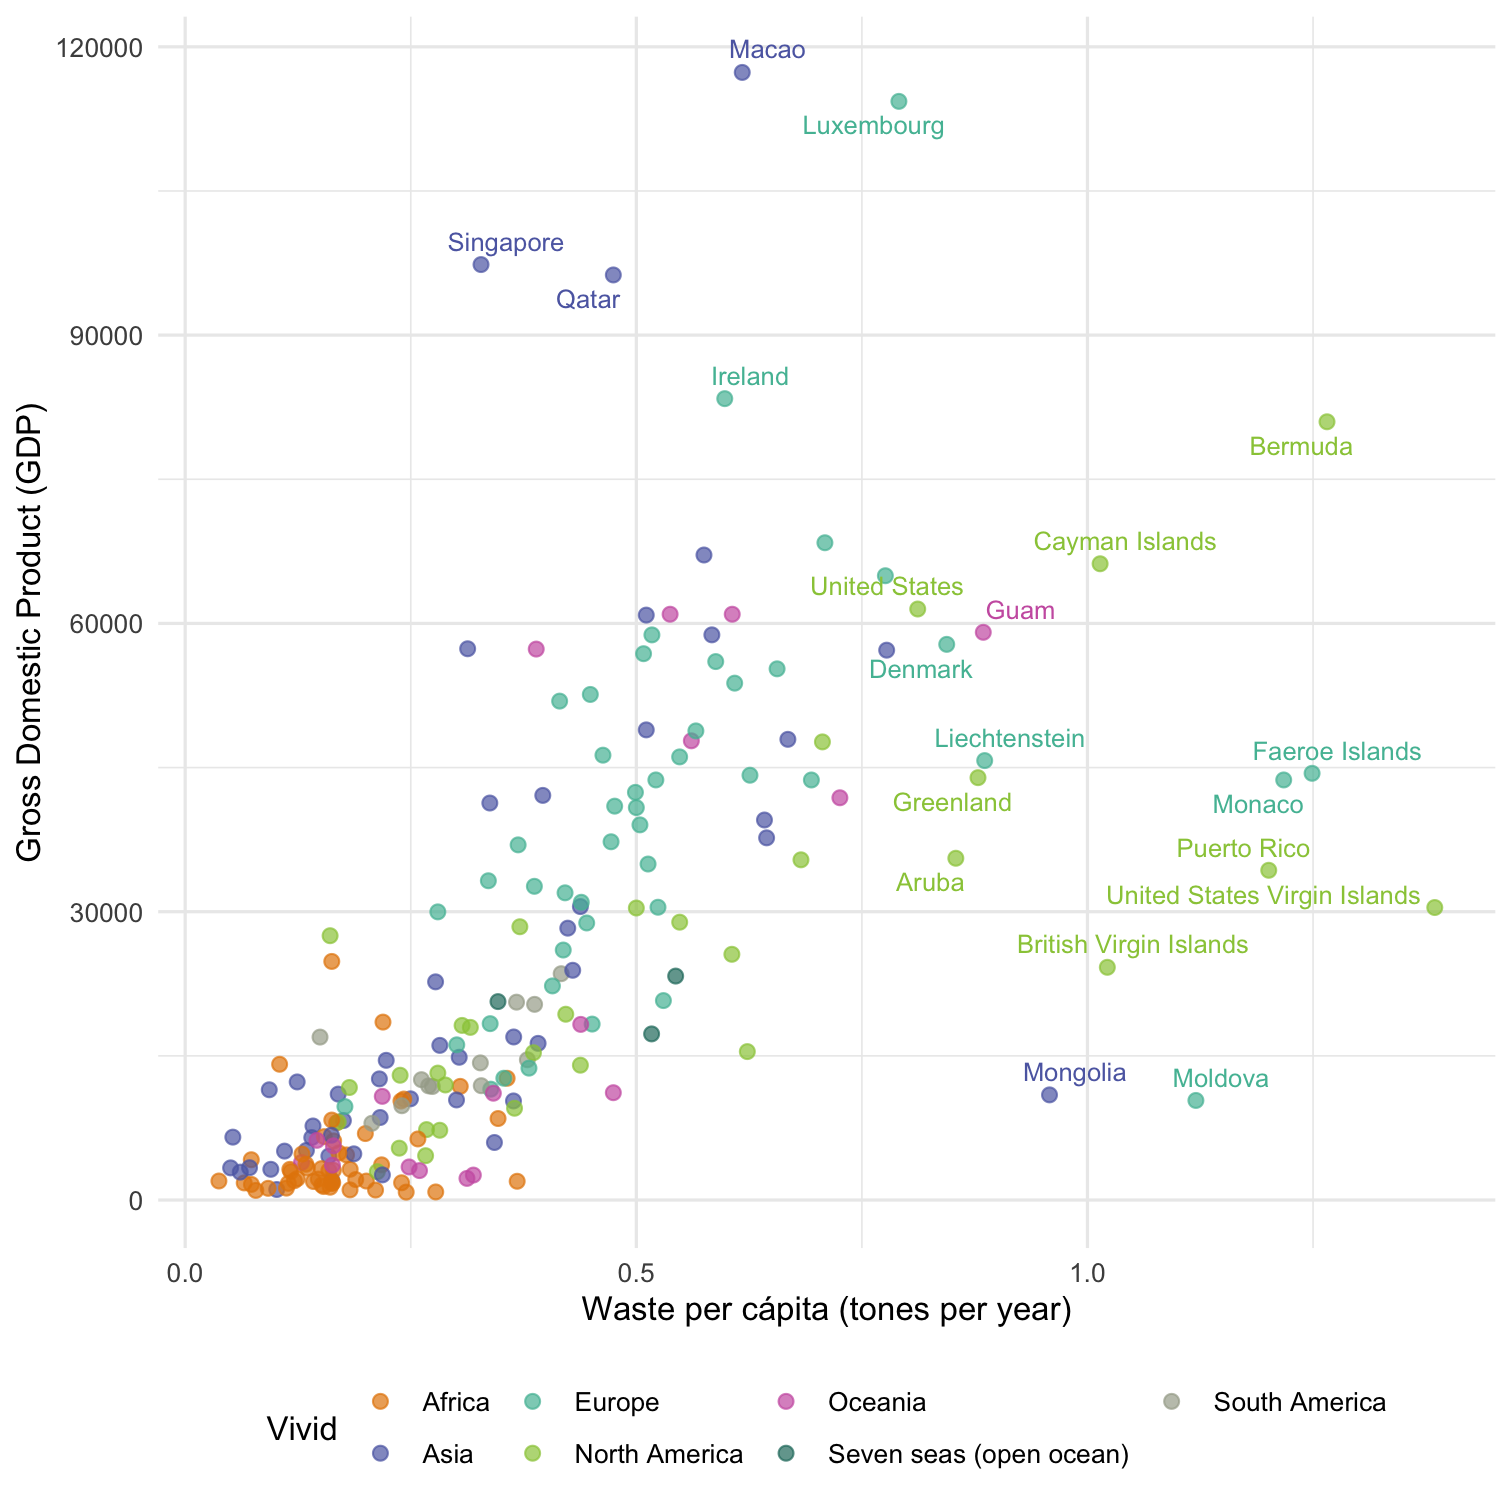 120000
Macao
Luxembourg
Singapore
Qatar
90000
Ireland
Bermuda
Cayman Islands
United States
Guam
60000
Denmark
Liechtenstein
Faeroe Islands
Greenland
Monaco
Puerto Rico
Aruba
United States Virgin Islands
30000
British Virgin Islands
Mongolia
Moldova
0
Gross Domestic Product (GDP)
0.0 0.5 1.0
Waste per cápita (tones per year)
Vivid
Africa Europe Oceania South America
Asia North America Seven seas (open ocean)